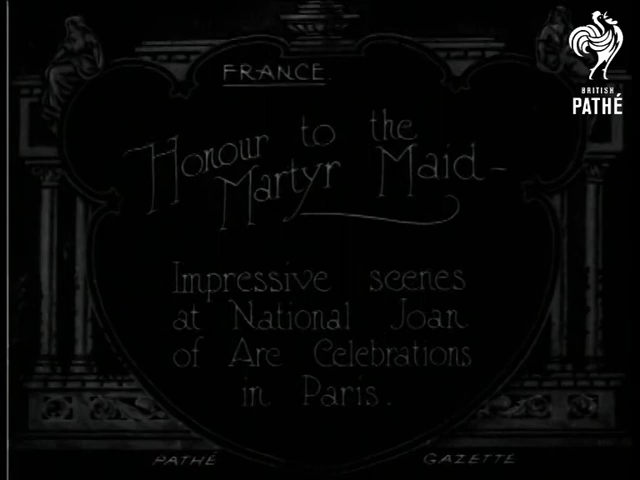 FRANCE.
Honour to the
Martyr Maid-
Impressive scenes
at National Joan
of Arc Celebrations
in Paris.
PATHÉ GAZETTE
BRITISH
PATHÉ